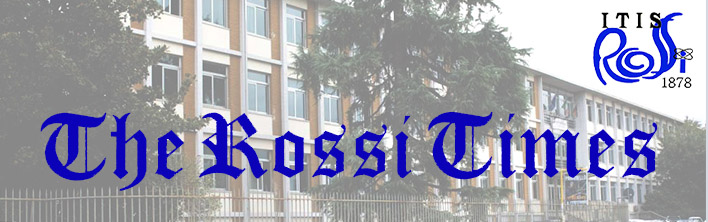 ITIS
Rossi
1878
The Rossi Times